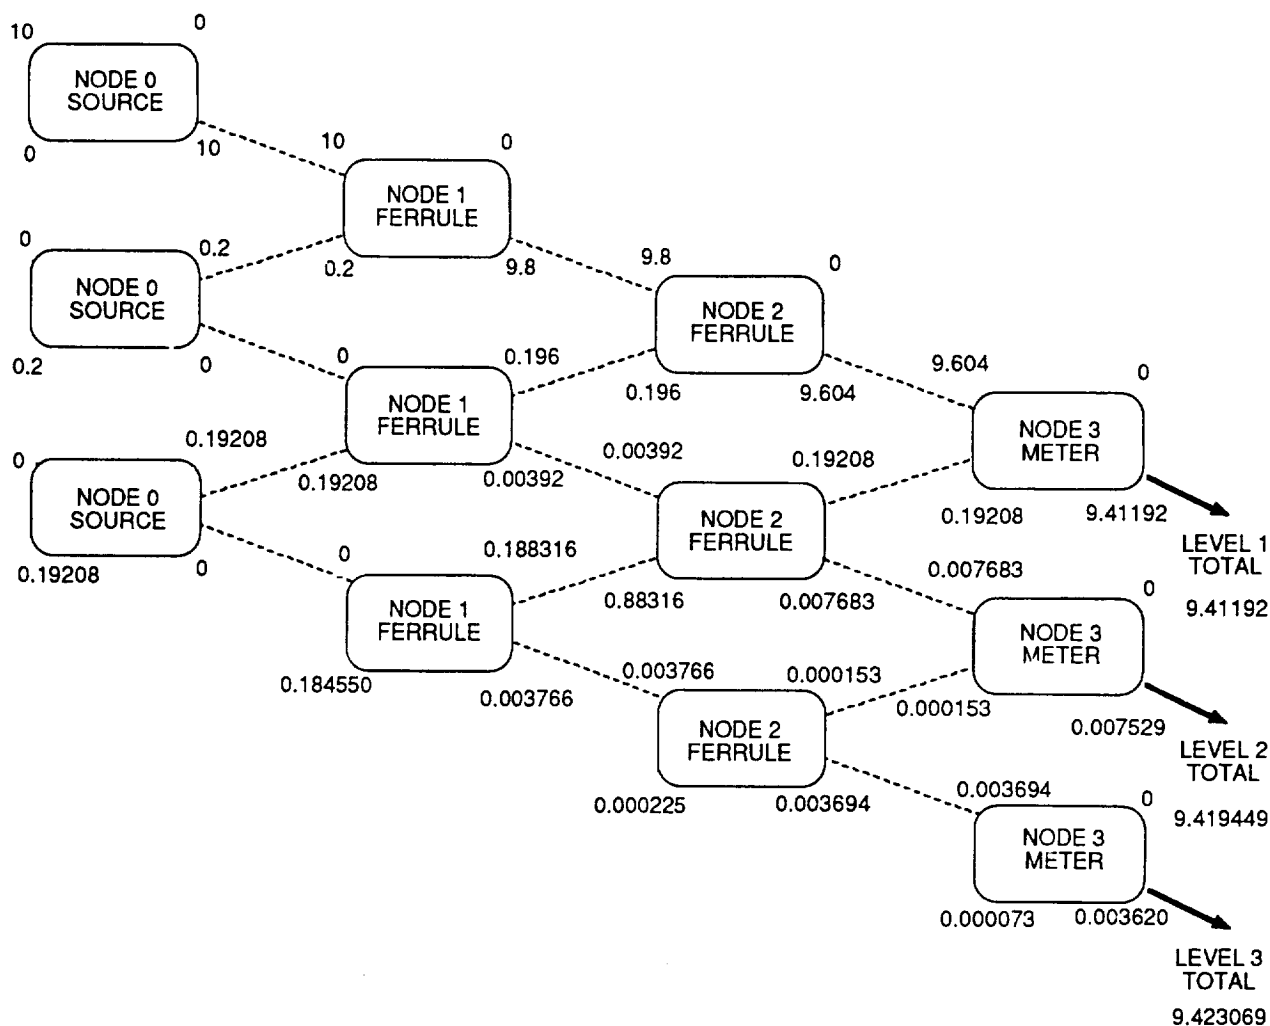 10
0
NODE 0
SOURCE
0
10
10
0
NODE 1
FERRULE
0.2
9.8
0
0.2
NODE 0
SOURCE
0.2
0
9.8
0
NODE 2
FERRULE
0.196
9.604
0
0.196
NODE 1
FERRULE
0.19208
0.00392
9.604
0
NODE 3
METER
0.19208
9.41192
LEVEL 1
TOTAL
9.41192
0
0.19208
NODE 0
SOURCE
0.19208
0
0.00392
0.19208
NODE 2
FERRULE
0.88316
0.007683
0
0.188316
NODE 1
FERRULE
0.184550
0.003766
0.007683
0
NODE 3
METER
0.000153
0.007529
LEVEL 2
TOTAL
9.419449
0.003766
0.000153
NODE 2
FERRULE
0.000225
0.003694
0.003694
0
NODE 3
METER
0.000073
0.003620
LEVEL 3
TOTAL
9.423069